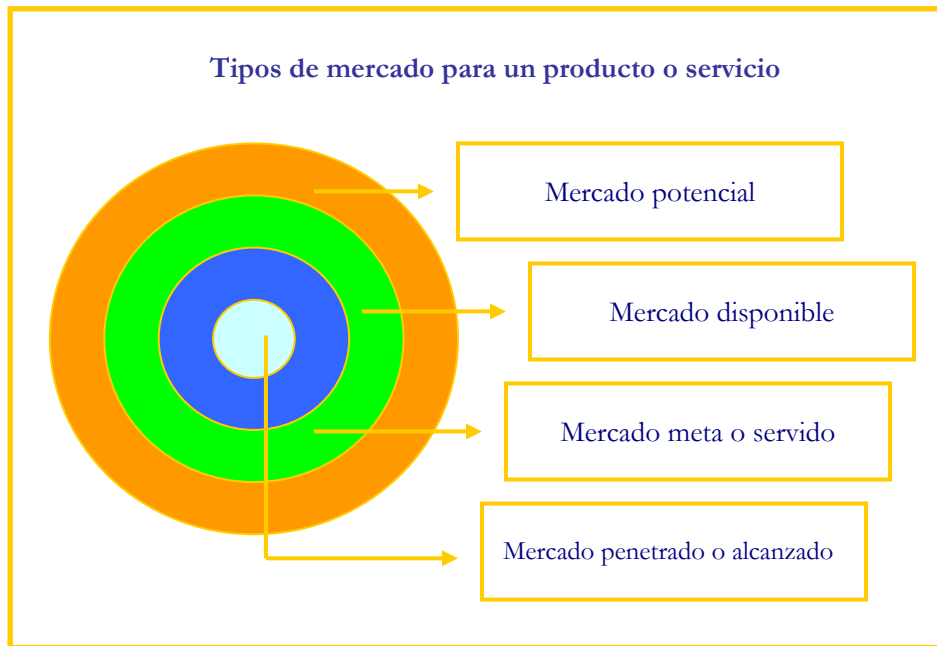 Tipos de mercado para un producto o servicio
Mercado potencial
Mercado disponible
Mercado meta o servido
Mercado penetrado o alcanzado